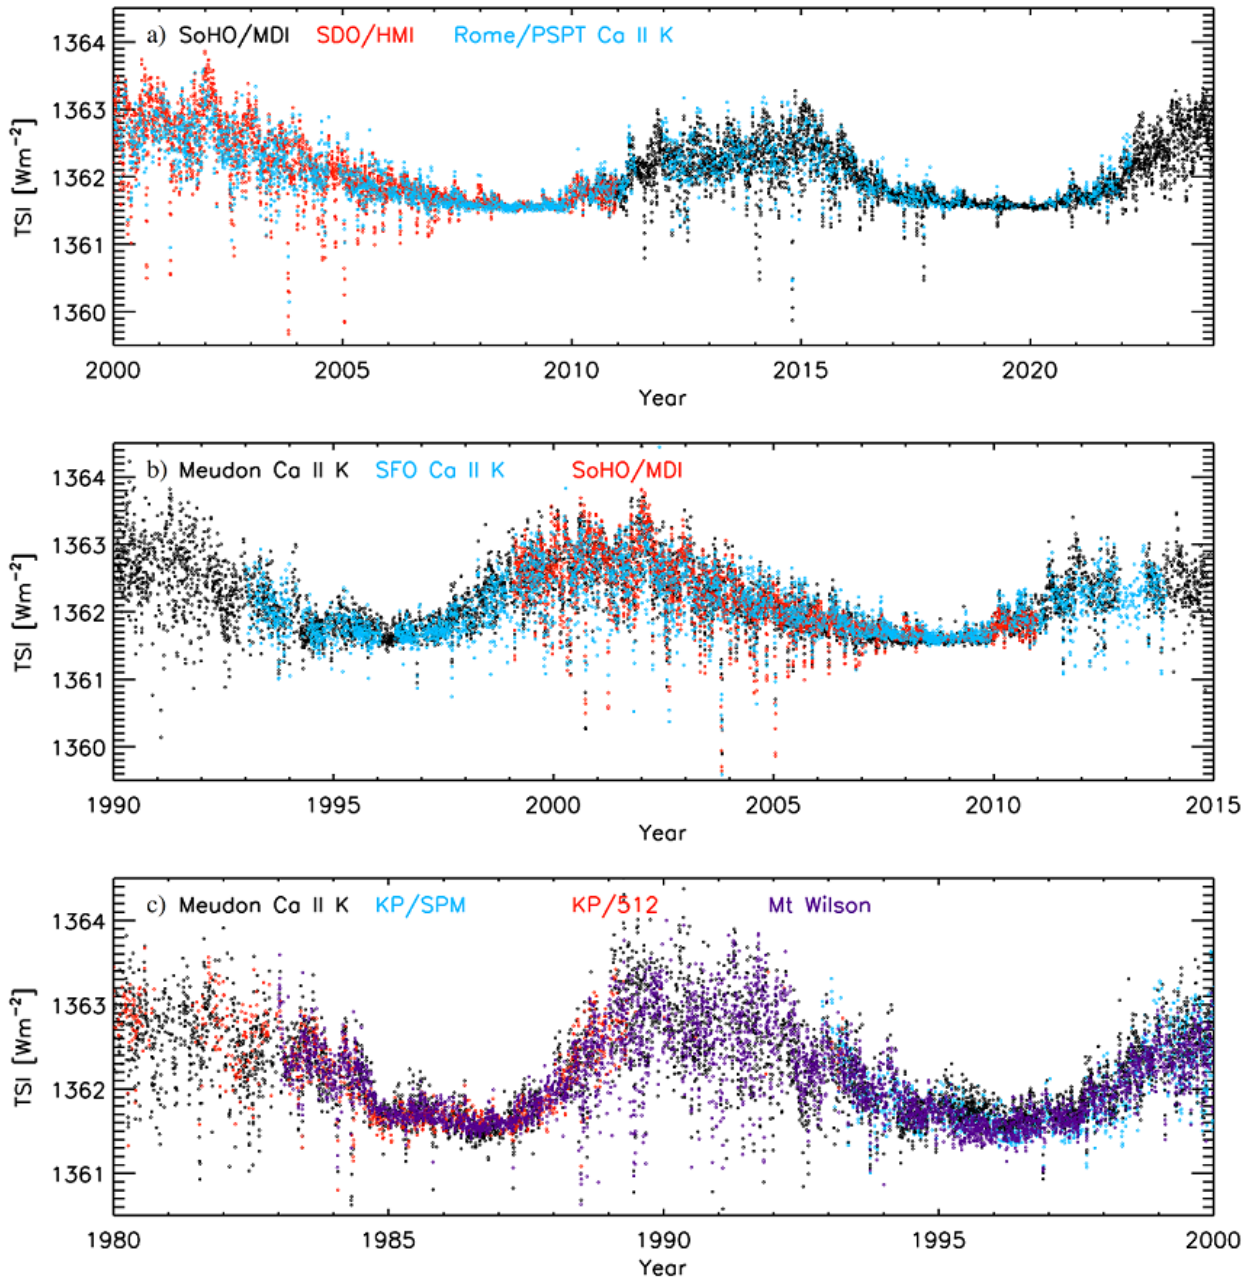 a) SoHO/MDI SDO/HMI Rome/PSPT Ca II K
1364
1363
1362
1361
1360
TSI [Wm⁻²]
2000 2005 2010 2015 2020
Year
b) Meudon Ca II K SFO Ca II K SoHO/MDI
1364
1363
1362
1361
1360
TSI [Wm⁻²]
1990 1995 2000 2005 2010 2015
Year
c) Meudon Ca II K KP/SPM KP/512 Mt Wilson
1364
1363
1362
1361
TSI [Wm⁻²]
1980 1985 1990 1995 2000
Year